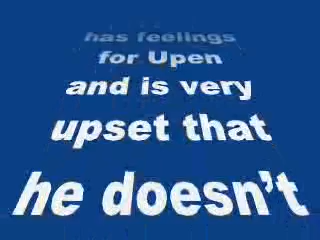 has feelings
for Upen
and is very
upset that
he doesn't